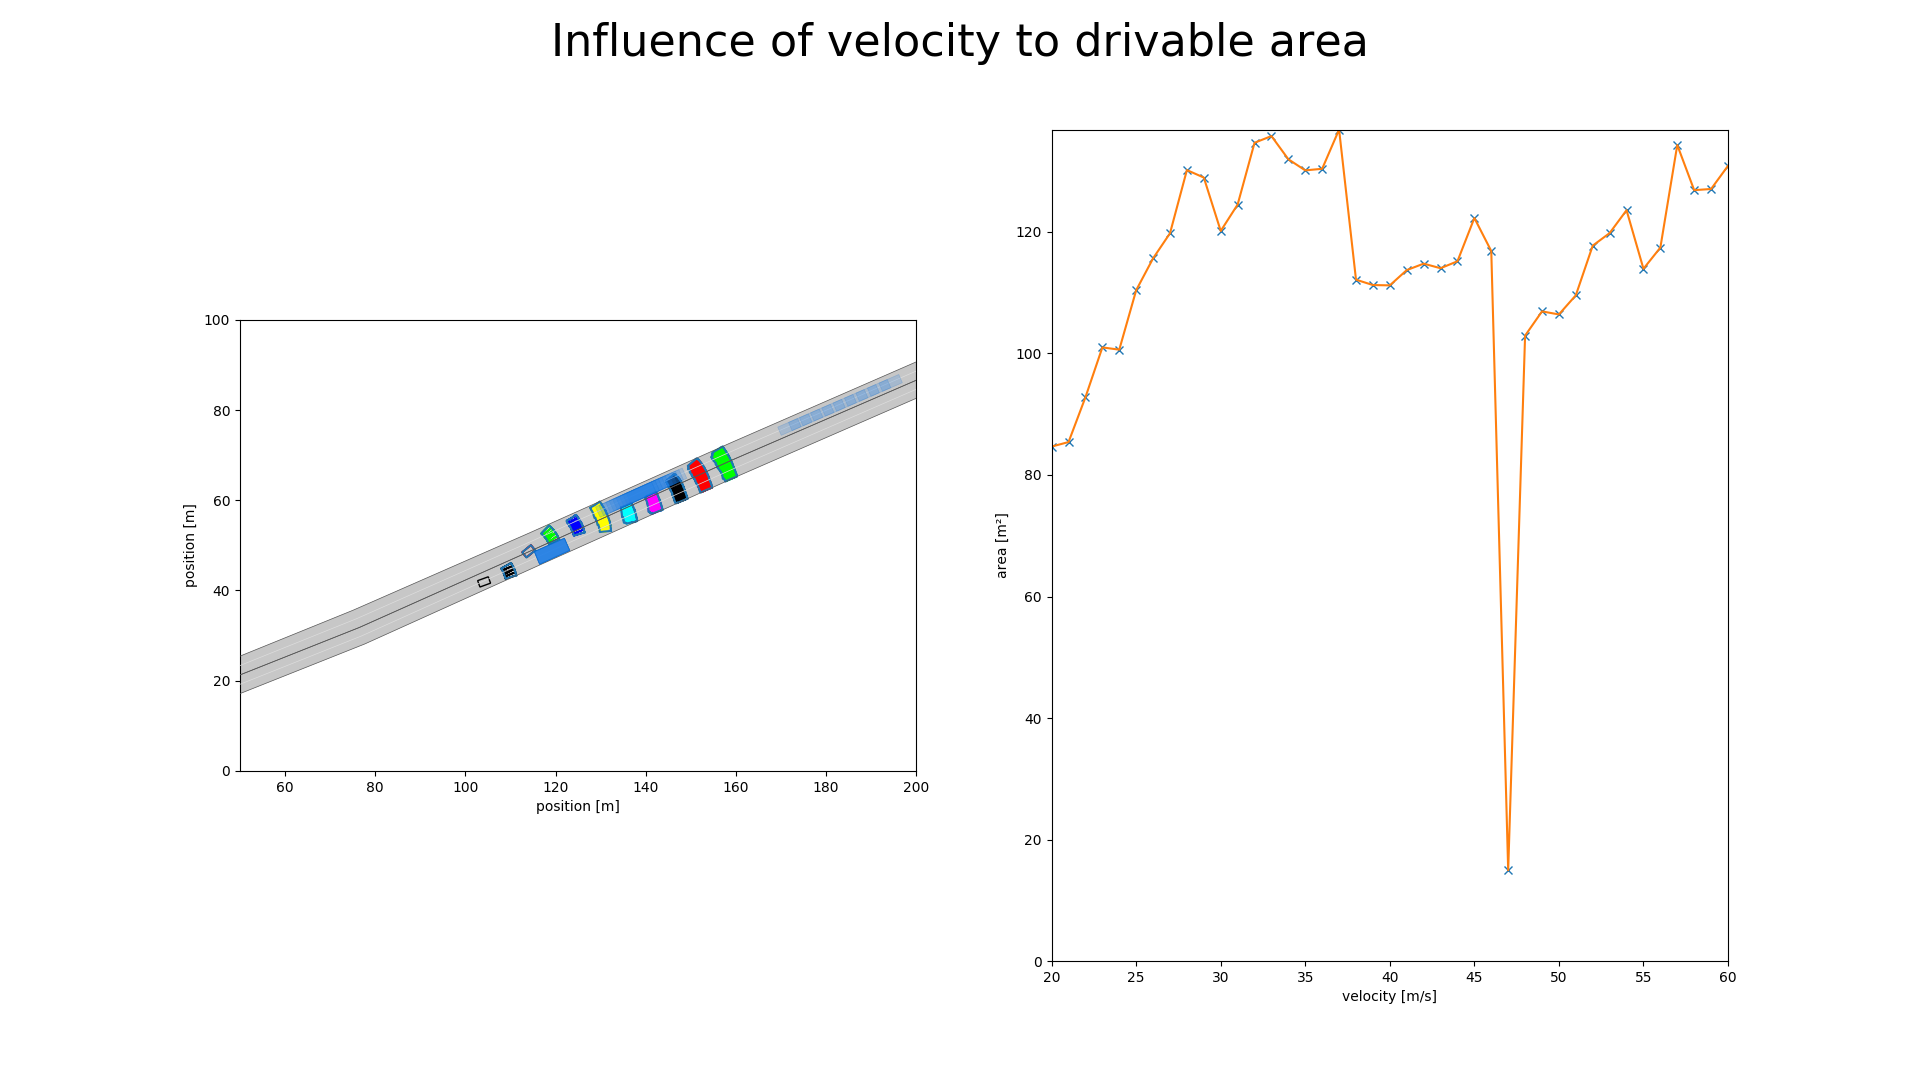 Influence of velocity to drivable area
100
80
60
40
20
0
position [m]
60 80 100 120 140 160 180 200
position [m]
120
100
80
60
40
20
0
area [m²]
20 25 30 35 40 45 50 55 60
velocity [m/s]